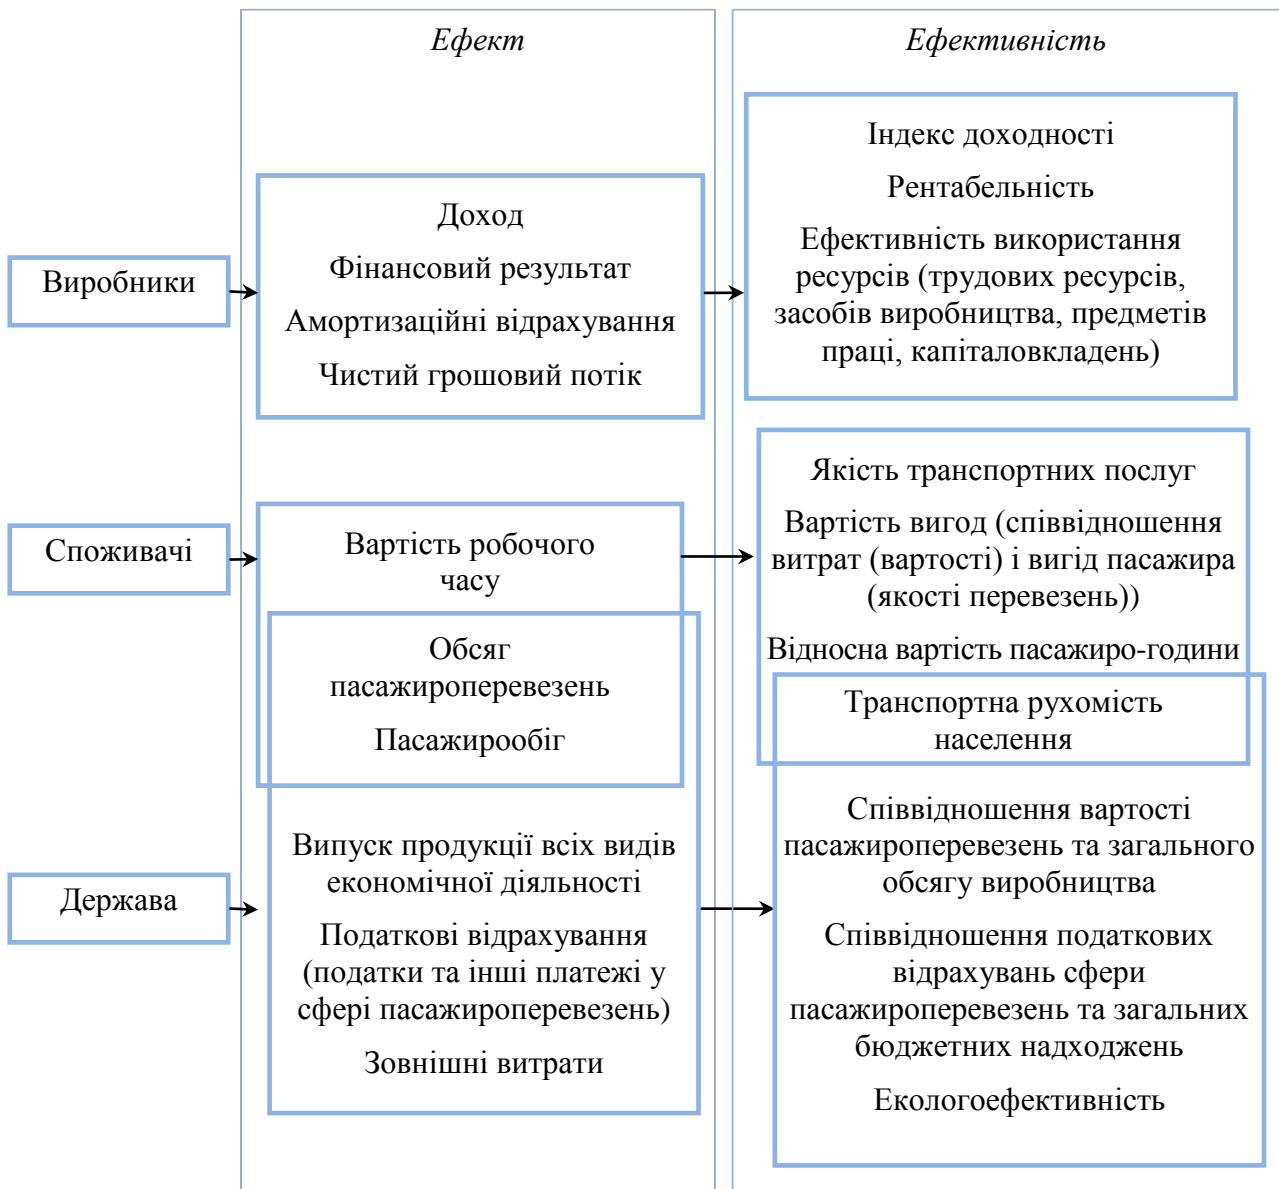 Ефект
Ефективність
Виробники
Доход
Фінансовий результат
Амортизаційні відрахування
Чистий грошовий потік
Індекс доходності
Рентабельність
Ефективність використання
ресурсів (трудових ресурсів,
засобів виробництва, предметів
праці, капіталовкладень)
Споживачі
Вартість робочого
часу
Обсяг
пасажироперевезень
Пасажирообіг
Якість транспортних послуг
Вартість вигод (співвідношення
витрат (вартості) і вигід пасажира
(якості перевезень))
Відносна вартість пасажиро-години
Транспортна рухомість
населення
Держава
Випуск продукції всіх видів
економічної діяльності
Податкові відрахування
(податки та інші платежі у
сфері пасажироперевезень)
Зовнішні витрати
Співвідношення вартості
пасажироперевезень та загального
обсягу виробництва
Співвідношення податкових
відрахувань сфери
пасажироперевезень та загальних
бюджетних надходжень
Екологоефективність